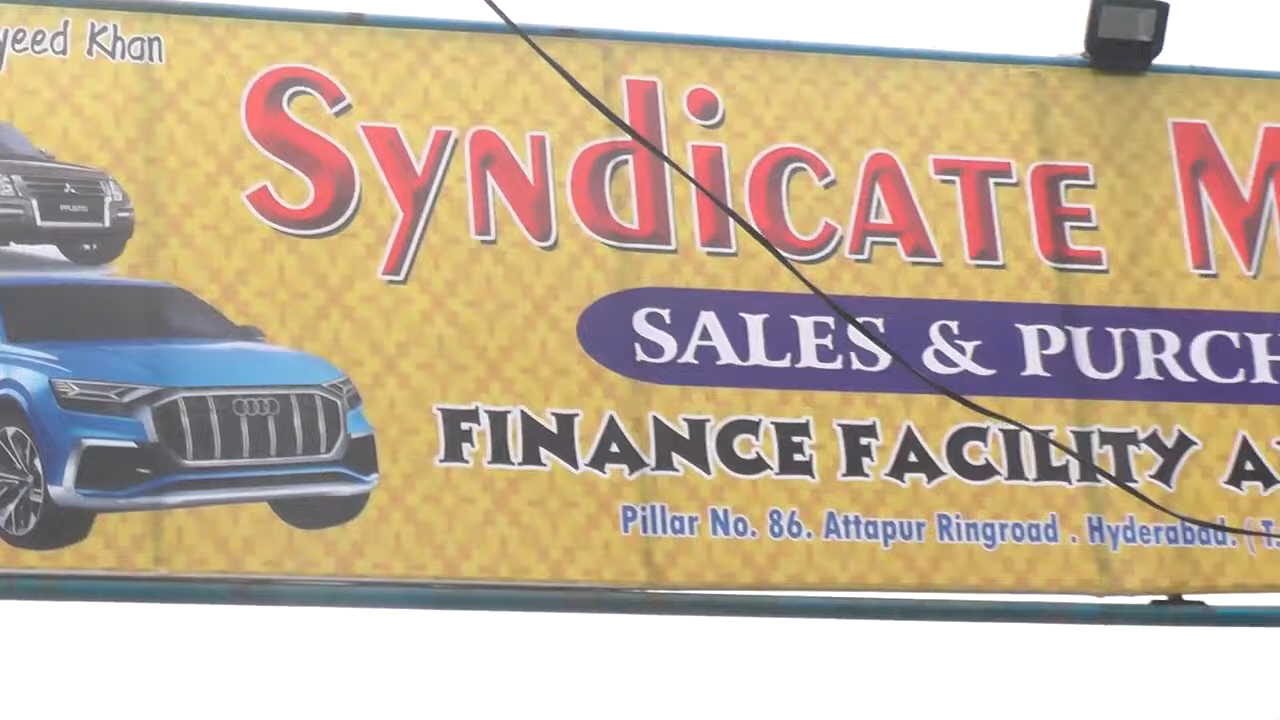 yeed Khan
SYNDICATE M
SALES & PURCH
FINANCE FACILITY A
Pillar No. 86. Attapur Ringroad . Hyderabad. ( T.